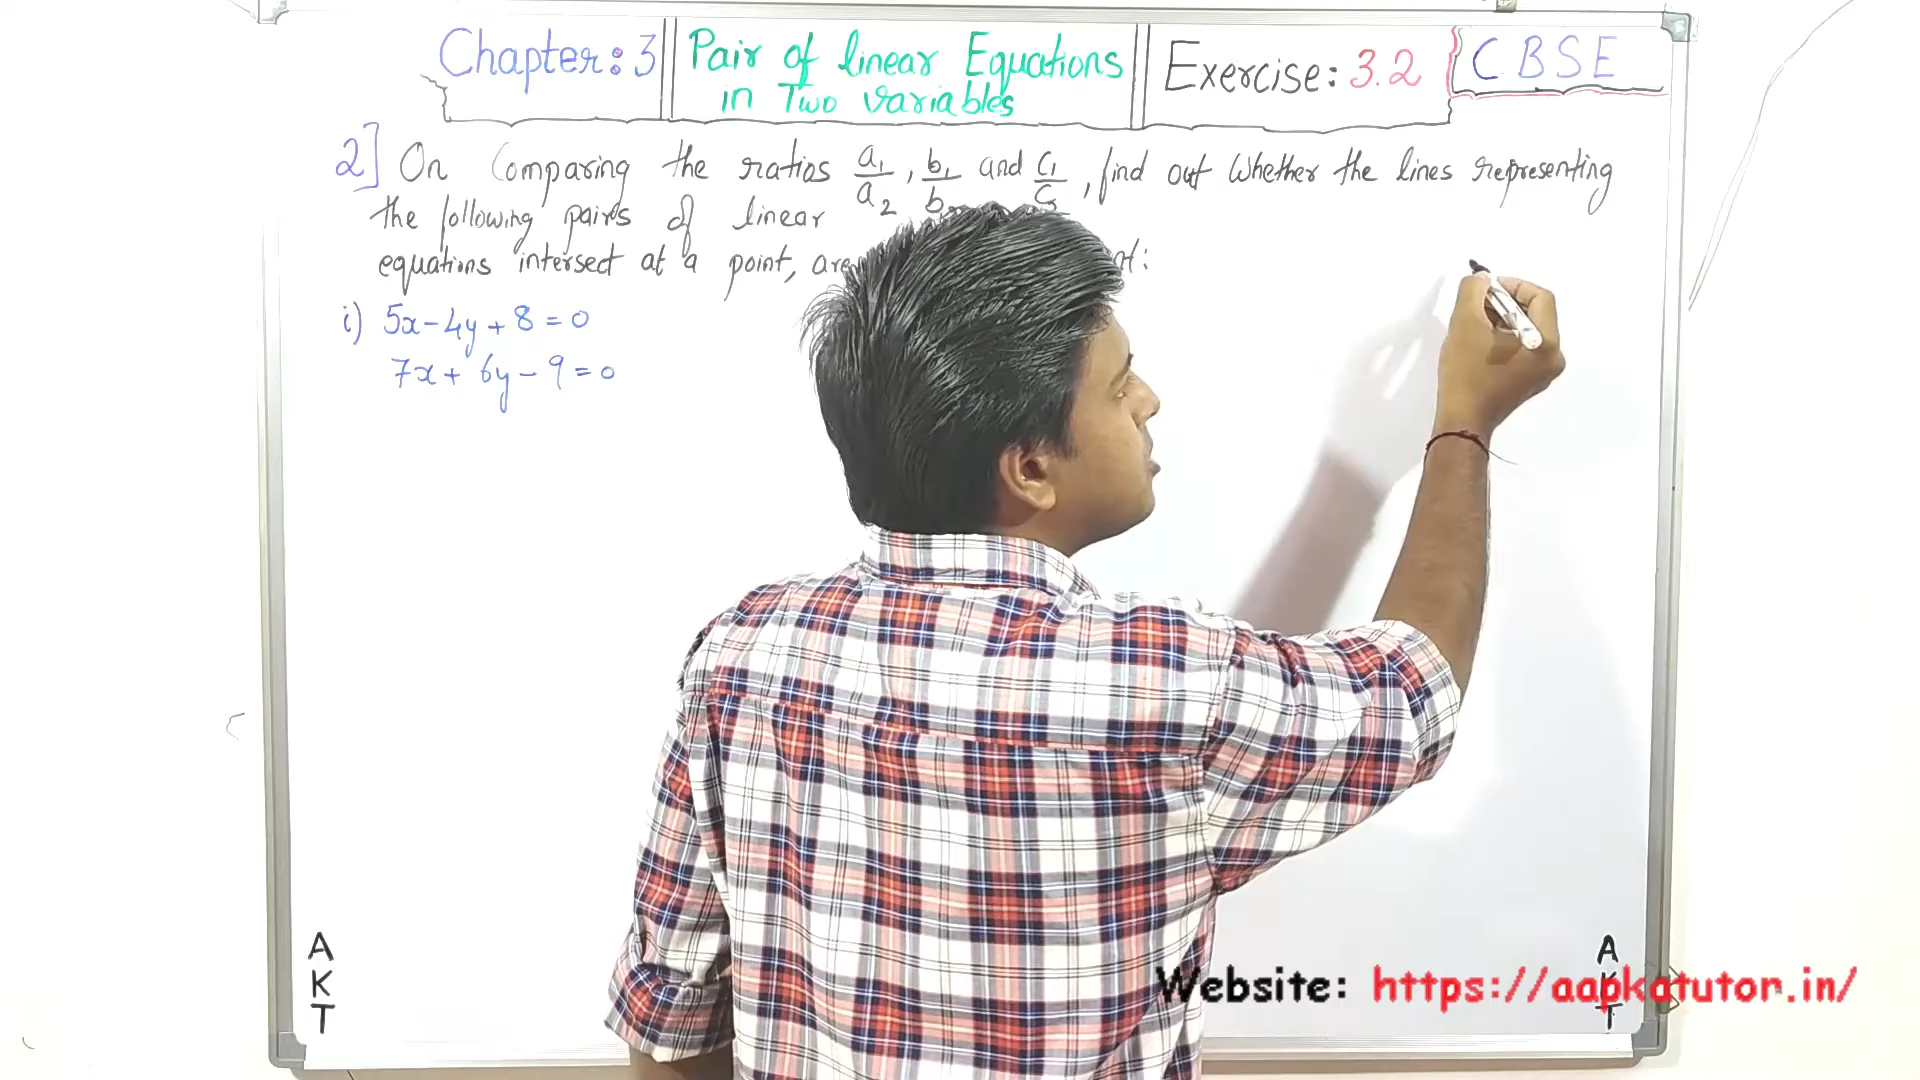 Chapter: 3
Pair of linear Equations
in Two variables
Exercise: 3.2
CBSE
2] On Comparing the ratios a1/a2, b1/b and c1/c, find out Whether the lines representing
the following pairs of linear
equations intersect at a point, are
i) 5x - 4y + 8 = 0
7x + 6y - 9 = 0
A
K
T
A
K
T
Website: https://aapkatutor.in/